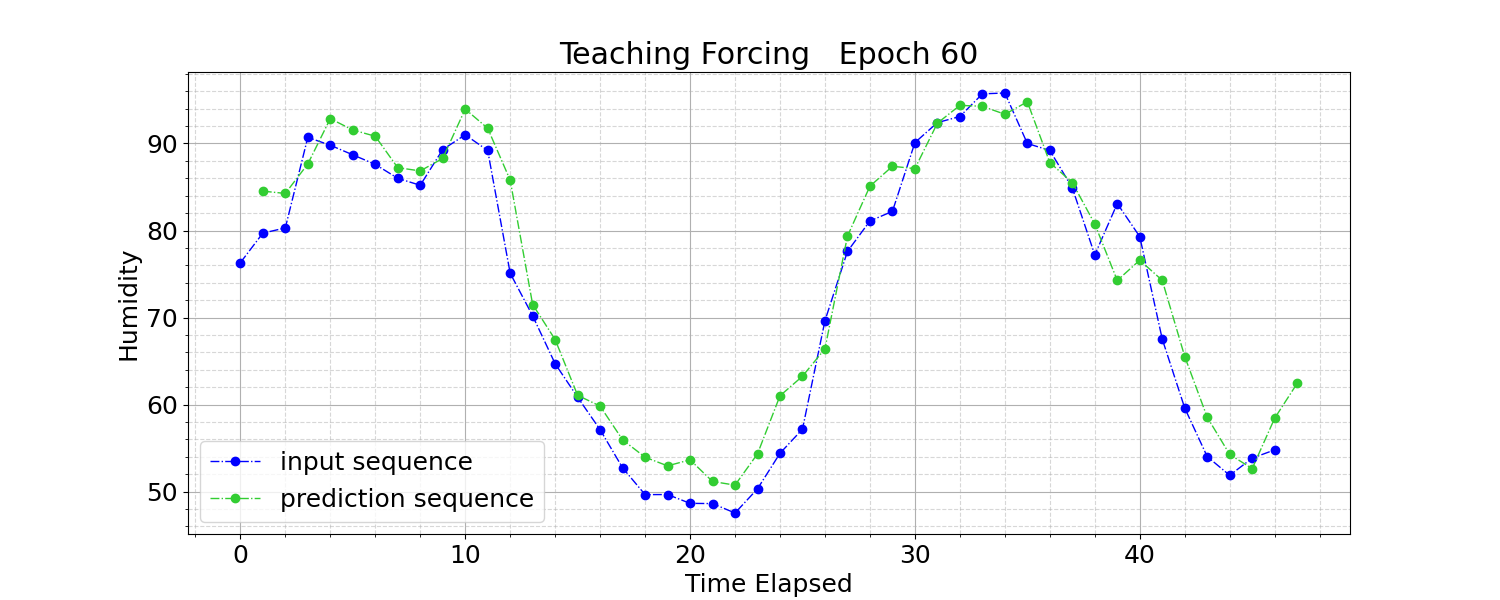 Teaching Forcing   Epoch 60
Humidity
90
80
70
60
50
input sequence
prediction sequence
0 10 20 30 40
Time Elapsed